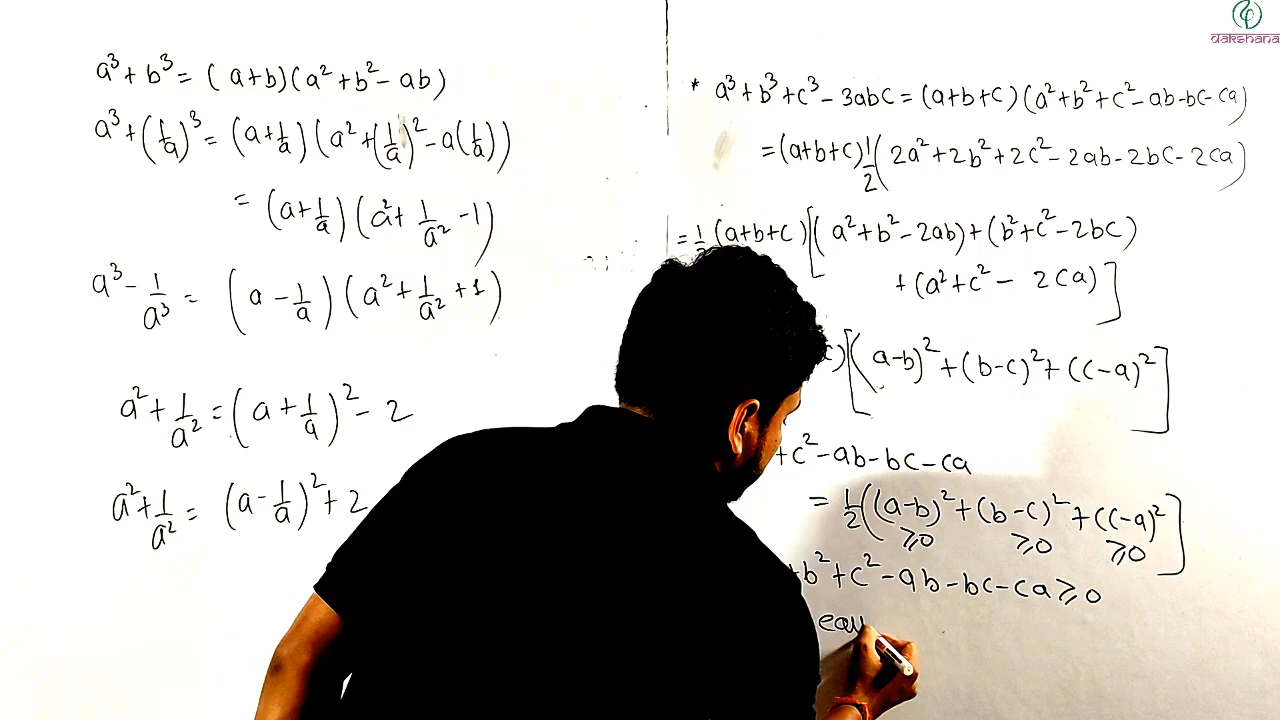 a³ + b³ = (a+b)(a² + b² - ab)
a³ + (1/a)³ = (a + 1/a)(a² + (1/a)² - a(1/a))
= (a + 1/a)(a² + 1/a² - 1)
a³ - 1/a³ = (a - 1/a)(a² + 1/a² + 1)
a² + 1/a² = (a + 1/a)² - 2
a² + 1/a² = (a - 1/a)² + 2
* a³ + b³ + c³ - 3abc = (a+b+c)(a² + b² + c² - ab - bc - ca)
= (a+b+c) 1/2 (2a² + 2b² + 2c² - 2ab - 2bc - 2ca)
= 1/2 (a+b+c) [(a² + b² - 2ab) + (b² + c² - 2bc)
+ (a² + c² - 2ca)]
c) [(a-b)² + (b-c)² + (c-a)²]
+ c² - ab - bc - ca
= 1/2 ((a-b)² + (b-c)² + (c-a)²]
≥0 ≥0 ≥0
+ b² + c² - ab - bc - ca ≥ 0
dakshana